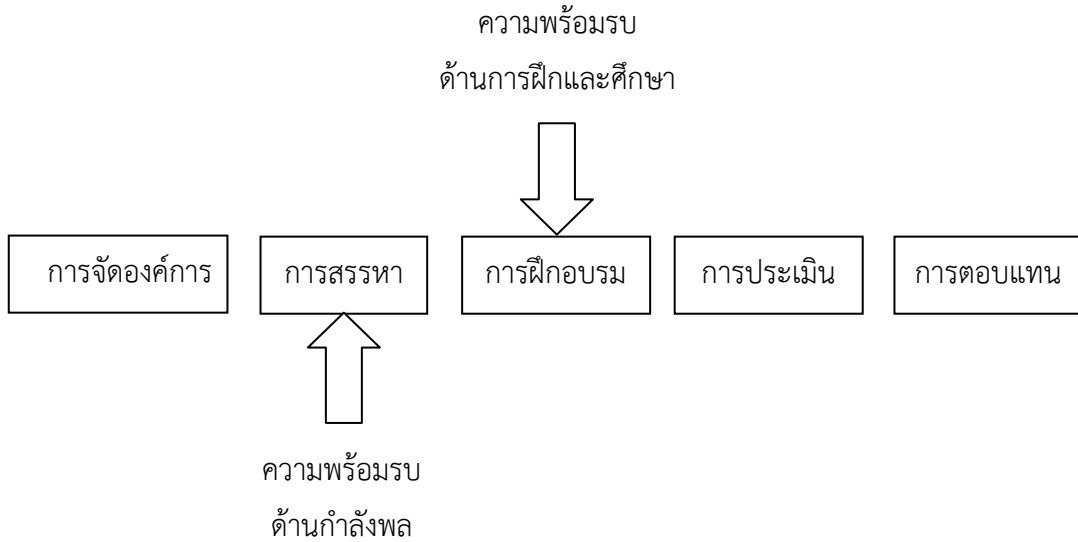 ความพร้อมรบ
ด้านการฝึกและศึกษา
การจัดองค์การ
การสรรหา
การฝึกอบรม
การประเมิน
การตอบแทน
ความพร้อมรบ
ด้านกำลังพล